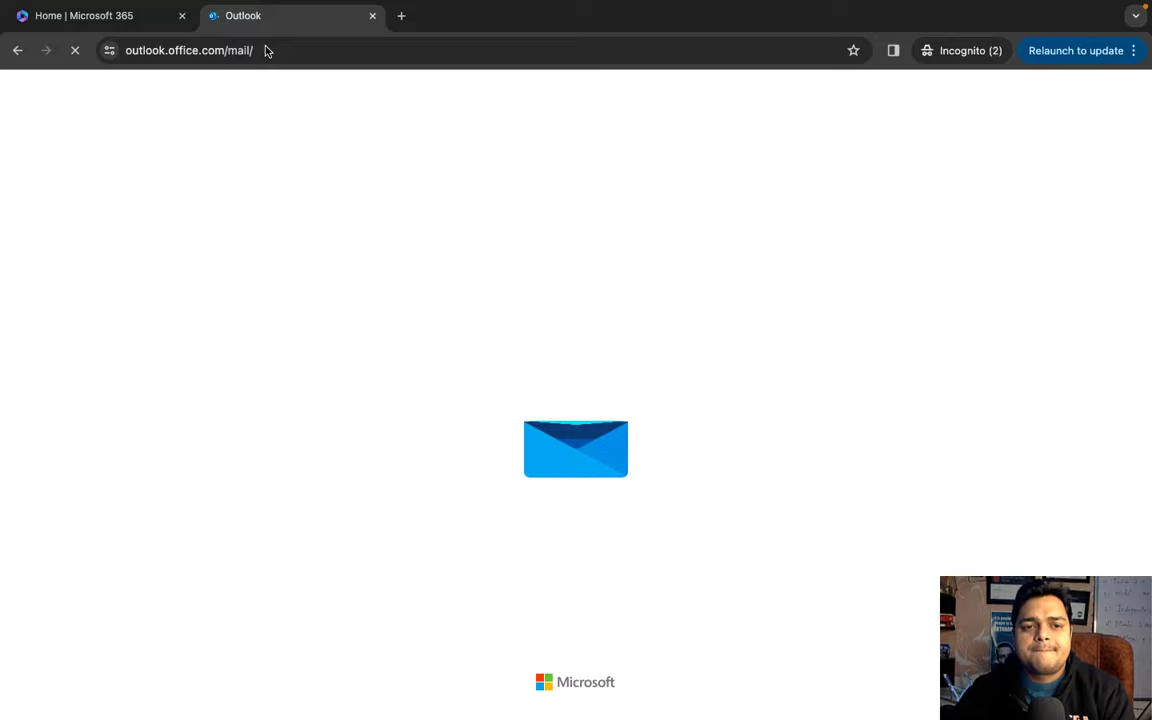 Home | Microsoft 365
Outlook
outlook.office.com/mail/
Incognito (2)
Relaunch to update
Microsoft